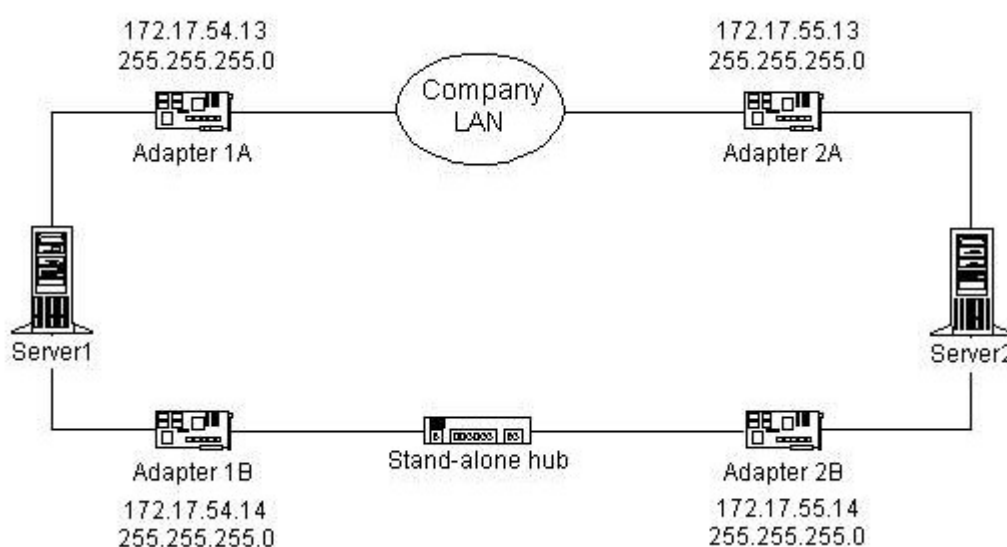 172.17.54.13
255.255.255.0
172.17.55.13
255.255.255.0
Company
LAN
Adapter 1A
Adapter 2A
Server1
Server2
Adapter 1B
Stand-alone hub
Adapter 2B
172.17.54.14
255.255.255.0
172.17.55.14
255.255.255.0